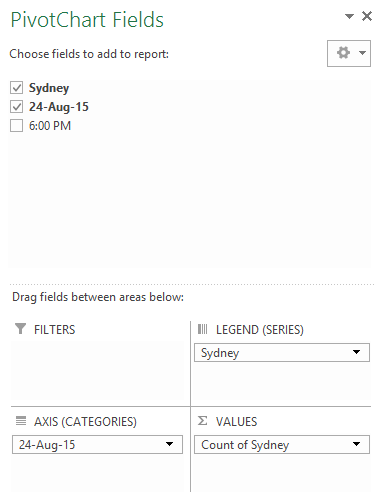 PivotChart Fields
Choose fields to add to report:
Sydney
24-Aug-15
6:00 PM
Drag fields between areas below:
FILTERS
LEGEND (SERIES)
Sydney
AXIS (CATEGORIES)
Σ VALUES
24-Aug-15
Count of Sydney